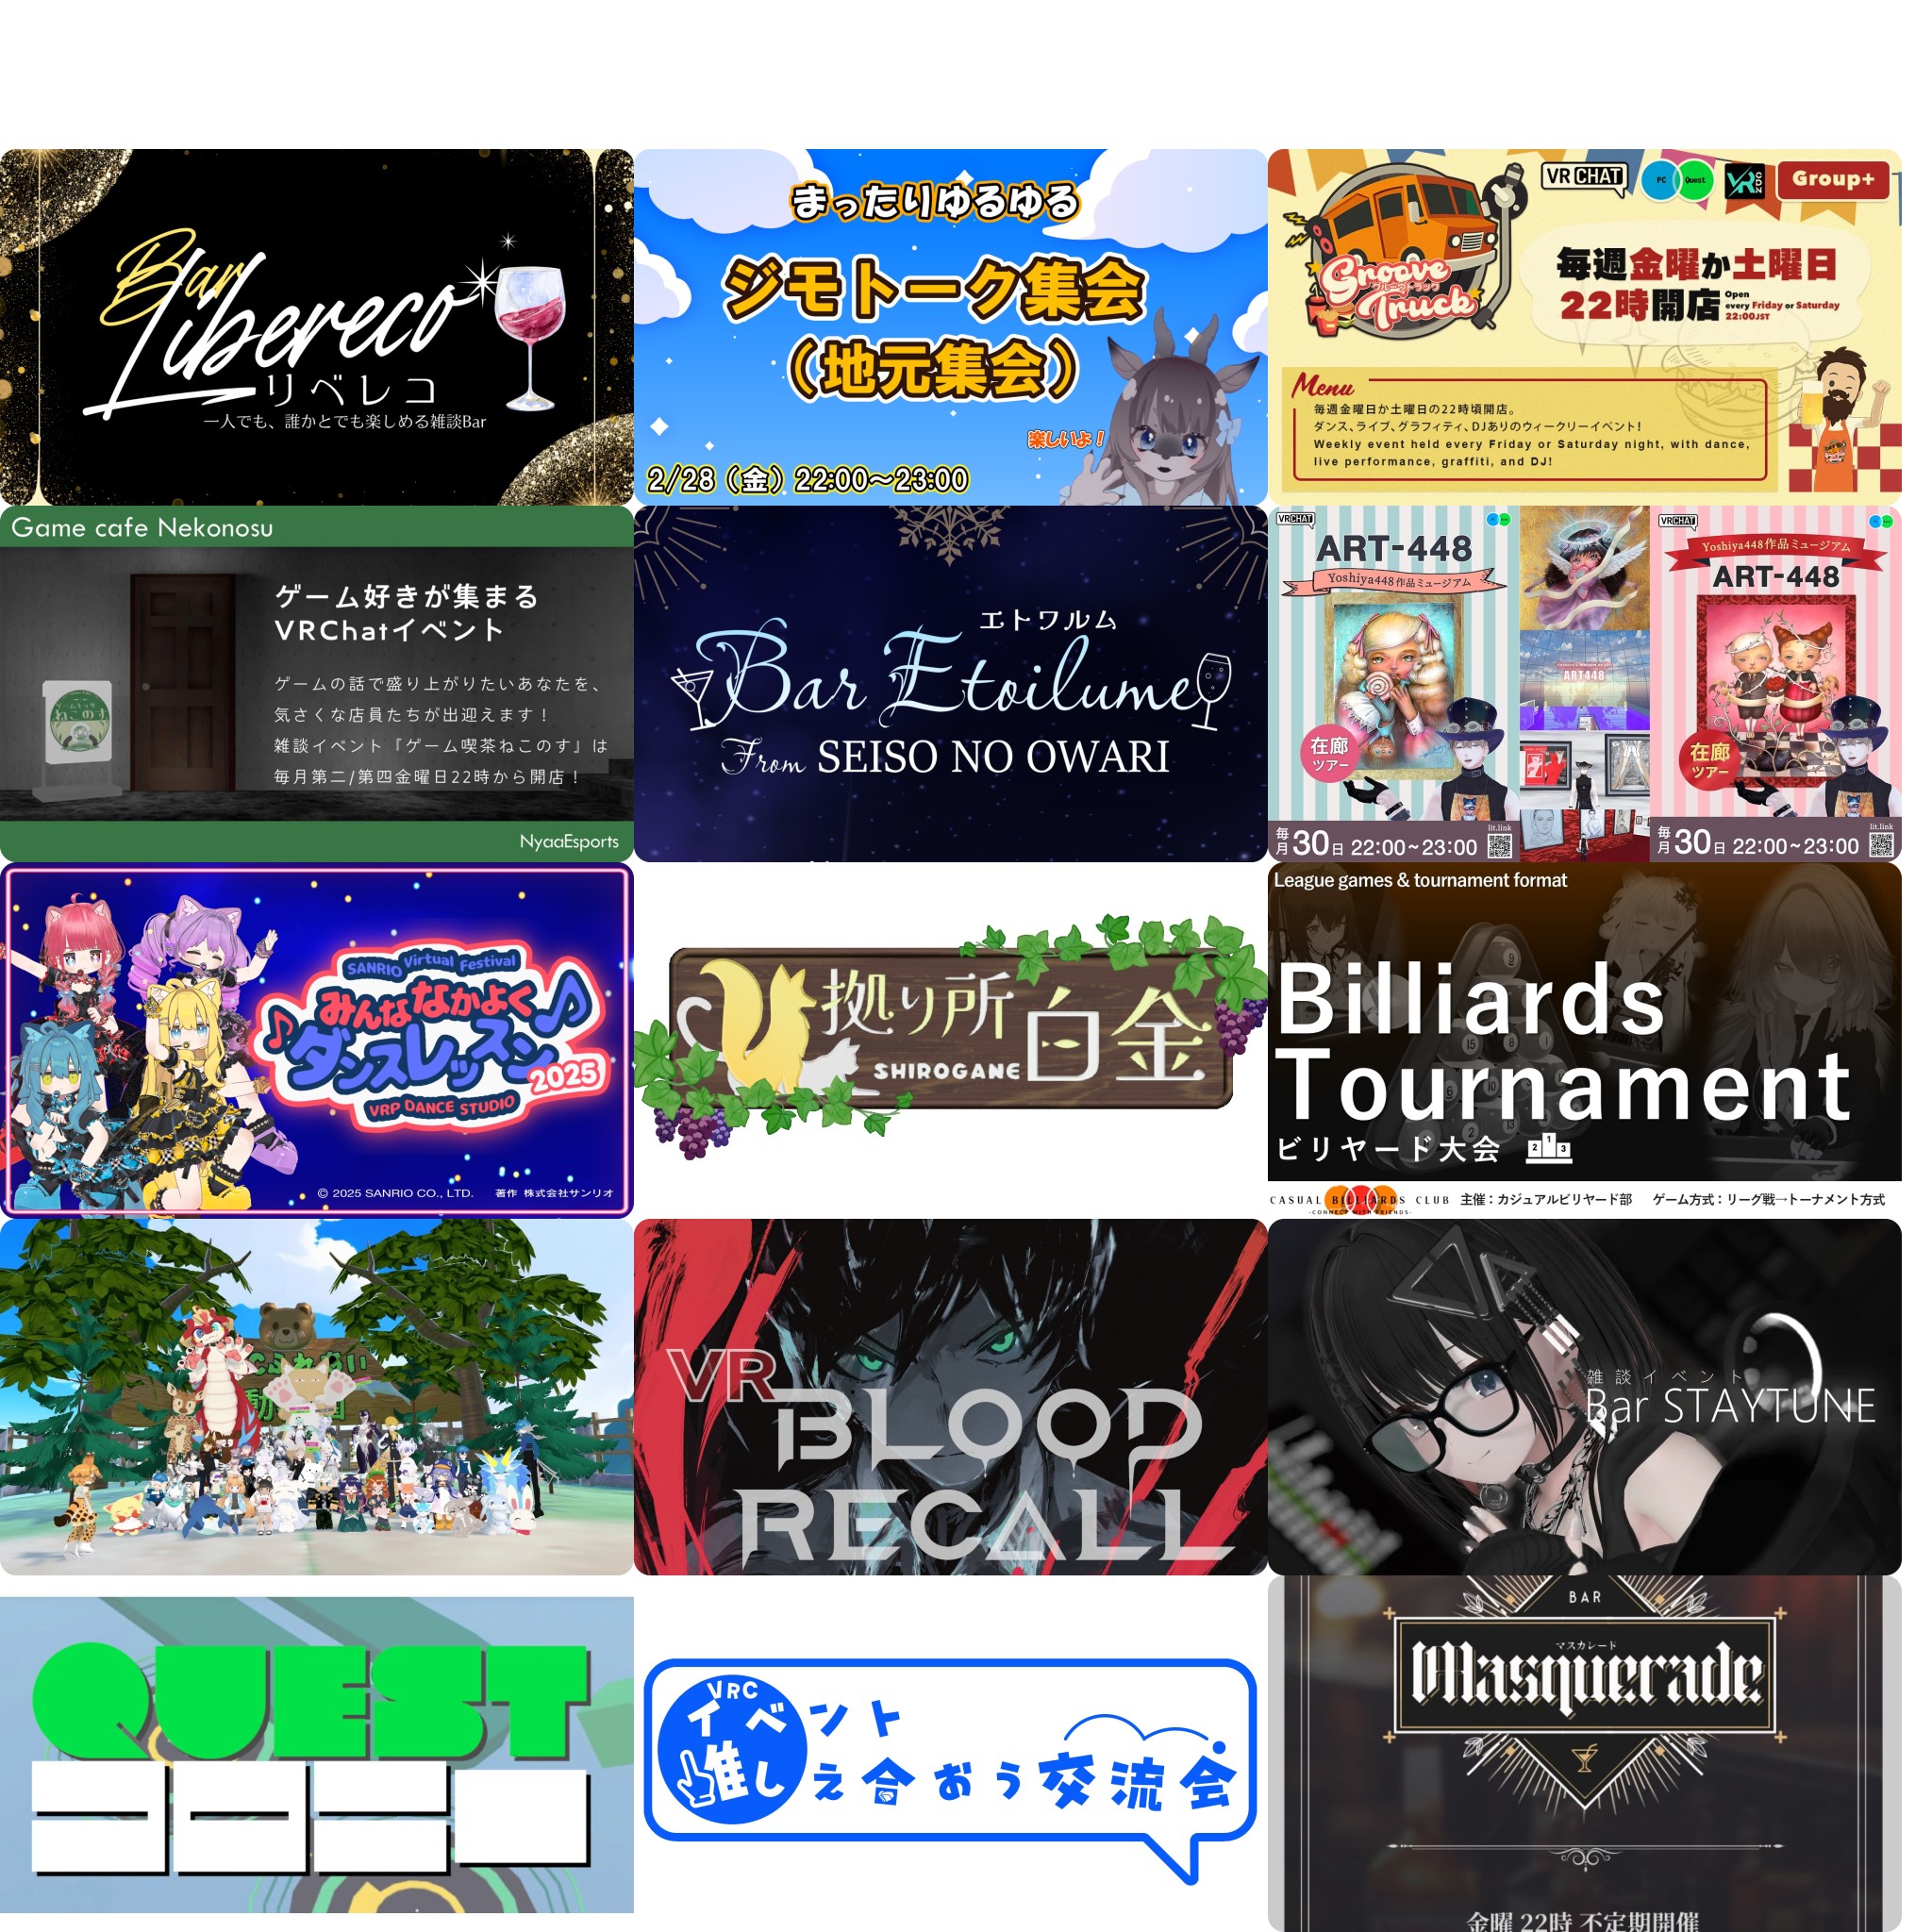 Bar
Libereco
リベレコ
一人でも、誰かとでも楽しめる雑談Bar
まったりゆるゆる
ジモトーク集会
（地元集会）
楽しいよ！
2/28（金）22:00〜23:00
VRCHAT
PC
Quest
VR
ZOO
Group+
Groove
グルーヴトラック
Truck
毎週金曜か土曜日
22時開店
Open
every Friday or Saturday
22:00JST
Menu
毎週金曜日か土曜日の22時頃開店。
ダンス、ライブ、グラフィティ、DJありのウィークリーイベント！
Weekly event held every Friday or Saturday night, with dance,
live performance, graffiti, and DJ!
Game cafe Nekonosu
ゲーム好きが集まる
VRChatイベント
ゲームの話で盛り上がりたいあなたを、
気さくな店員たちが出迎えます！
雑談イベント『ゲーム喫茶ねこのす』は
毎月第二/第四金曜日22時から開店！
ねこのす
NyaaEsports
エトワルム
Bar Etoilume
From SEISO NO OWARI
VRCHAT
ART-448
Yoshiya448作品ミュージアム
在廊
ツアー
毎月30日 22:00~23:00
lit.link
ART448
VRCHAT
Yoshiya448作品ミュージアム
ART-448
在廊
ツアー
毎月30日 22:00~23:00
lit.link
SANRIO Virtual Festival
みんななかよく
ダンスレッスン
2025
VRP DANCE STUDIO
© 2025 SANRIO CO., LTD. 著作 株式会社サンリオ
拠り所
白金
SHIROGANE
League games & tournament format
Billiards
Tournament
ビリヤード大会
2 1 3
CASUAL BILLIARDS CLUB
-CONNECT WITH FRIENDS-
主催：カジュアルビリヤード部 ゲーム方式：リーグ戦→トーナメント方式
VR
BLOOD
RECALL
雑談イベント
Bar STAYTUNE
QUEST
コロニー
VRC
イベント
推し え合おう交流会
BAR
マスカレード
Masquerade
金曜 22時 不定期開催